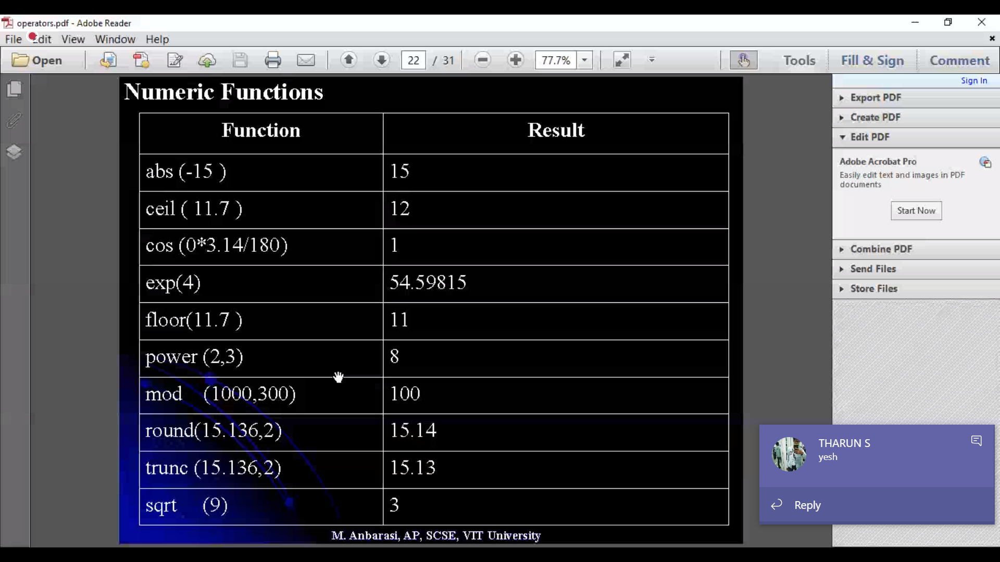 operators.pdf - Adobe Reader
File Edit View Window Help
Open 22 / 31 77.7% Tools Fill & Sign Comment
Sign In
Export PDF
Create PDF
Edit PDF
Adobe Acrobat Pro
Easily edit text and images in PDF
documents
Start Now
Combine PDF
Send Files
Store Files
Numeric Functions
Function Result
abs (-15 ) 15
ceil ( 11.7 ) 12
cos (0*3.14/180) 1
exp(4) 54.59815
floor(11.7 ) 11
power (2,3) 8
mod (1000,300) 100
round(15.136,2) 15.14
trunc (15.136,2) 15.13
sqrt (9) 3
M. Anbarasi, AP, SCSE, VIT University
THARUN S
yesh
Reply